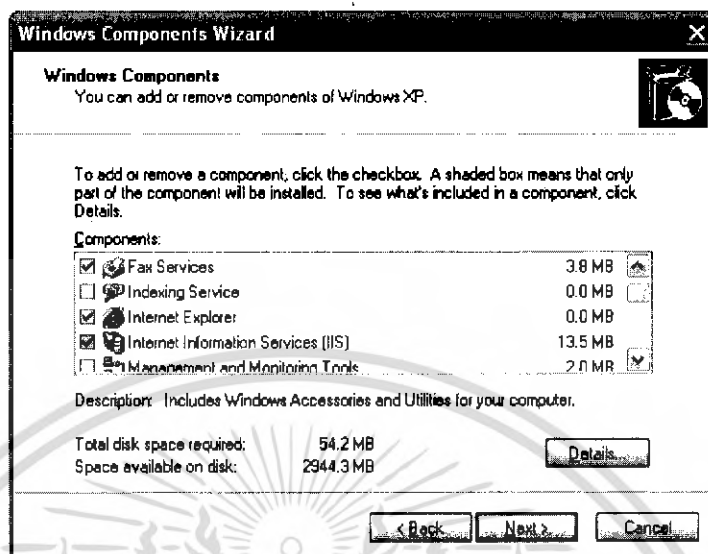 Windows Components Wizard
Windows Components
You can add or remove components of Windows XP.
To add or remove a component, click the checkbox. A shaded box means that only
part of the component will be installed. To see what's included in a component, click
Details.
Components:
Fax Services 3.8 MB
Indexing Service 0.0 MB
Internet Explorer 0.0 MB
Internet Information Services (IIS) 13.5 MB
Management and Monitoring Tools 2.0 MB
Description: Includes Windows Accessories and Utilities for your computer.
Total disk space required: 54.2 MB
Space available on disk: 2944.3 MB
Details...
< Back Next > Cancel